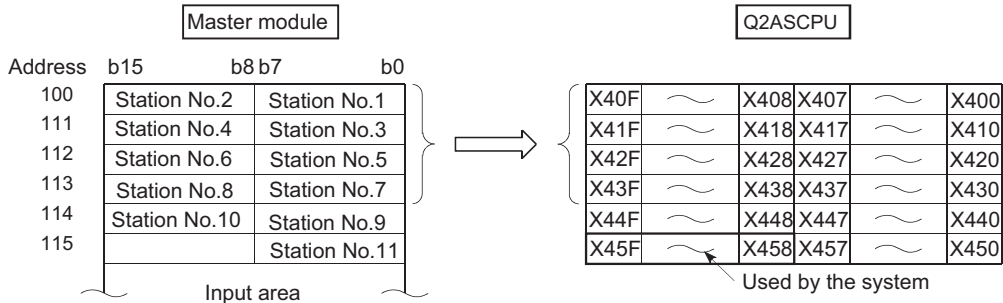 Master module Q2ASCPU
Address b15 b8 b7 b0
100 Station No.2 Station No.1 X40F X408 X407 X400
111 Station No.4 Station No.3 X41F X418 X417 X410
112 Station No.6 Station No.5 X42F X428 X427 X420
113 Station No.8 Station No.7 X43F X438 X437 X430
114 Station No.10 Station No.9 X44F X448 X447 X440
115 Station No.11 X45F X458 X457 X450
Input area Used by the system